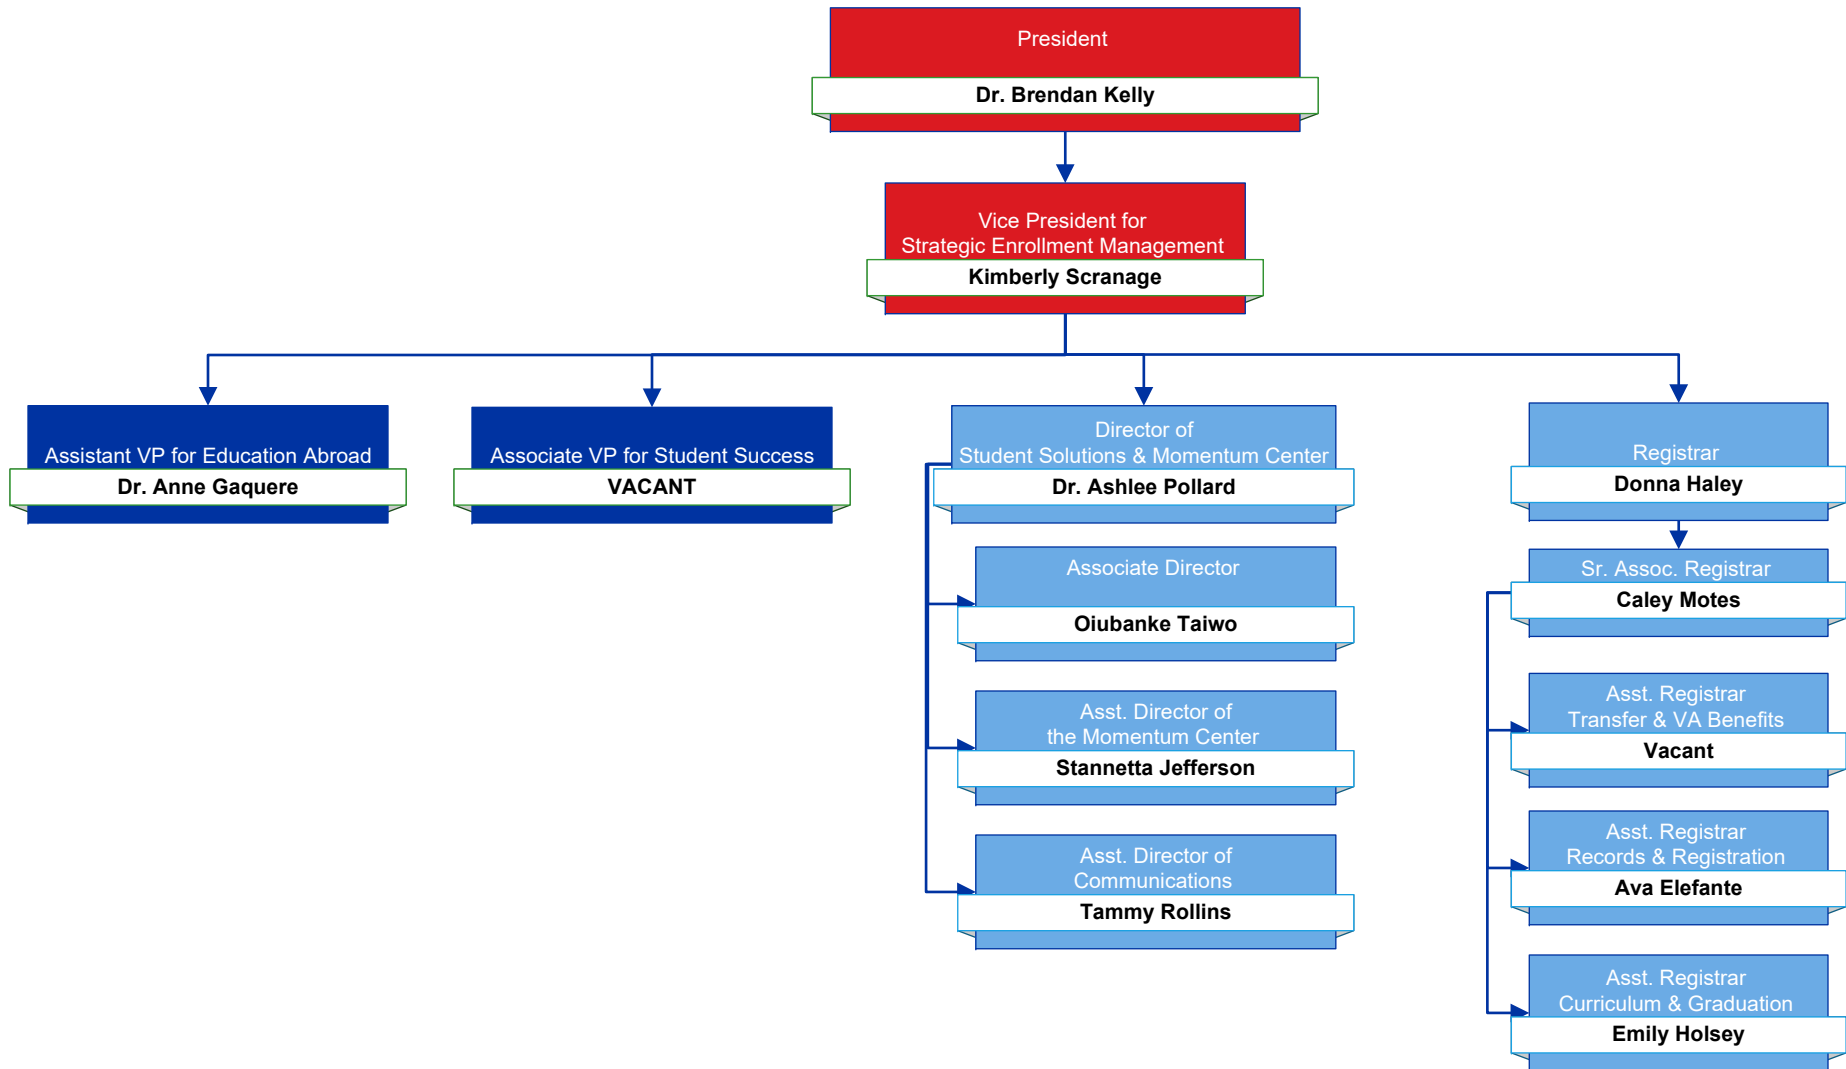 President
Dr. Brendan Kelly
Vice President for
Strategic Enrollment Management
Kimberly Scranage
Assistant VP for Education Abroad
Dr. Anne Gaquere
Associate VP for Student Success
VACANT
Director of
Student Solutions & Momentum Center
Dr. Ashlee Pollard
Associate Director
Oiubanke Taiwo
Asst. Director of
the Momentum Center
Stannetta Jefferson
Asst. Director of
Communications
Tammy Rollins
Registrar
Donna Haley
Sr. Assoc. Registrar
Caley Motes
Asst. Registrar
Transfer & VA Benefits
Vacant
Asst. Registrar
Records & Registration
Ava Elefante
Asst. Registrar
Curriculum & Graduation
Emily Holsey